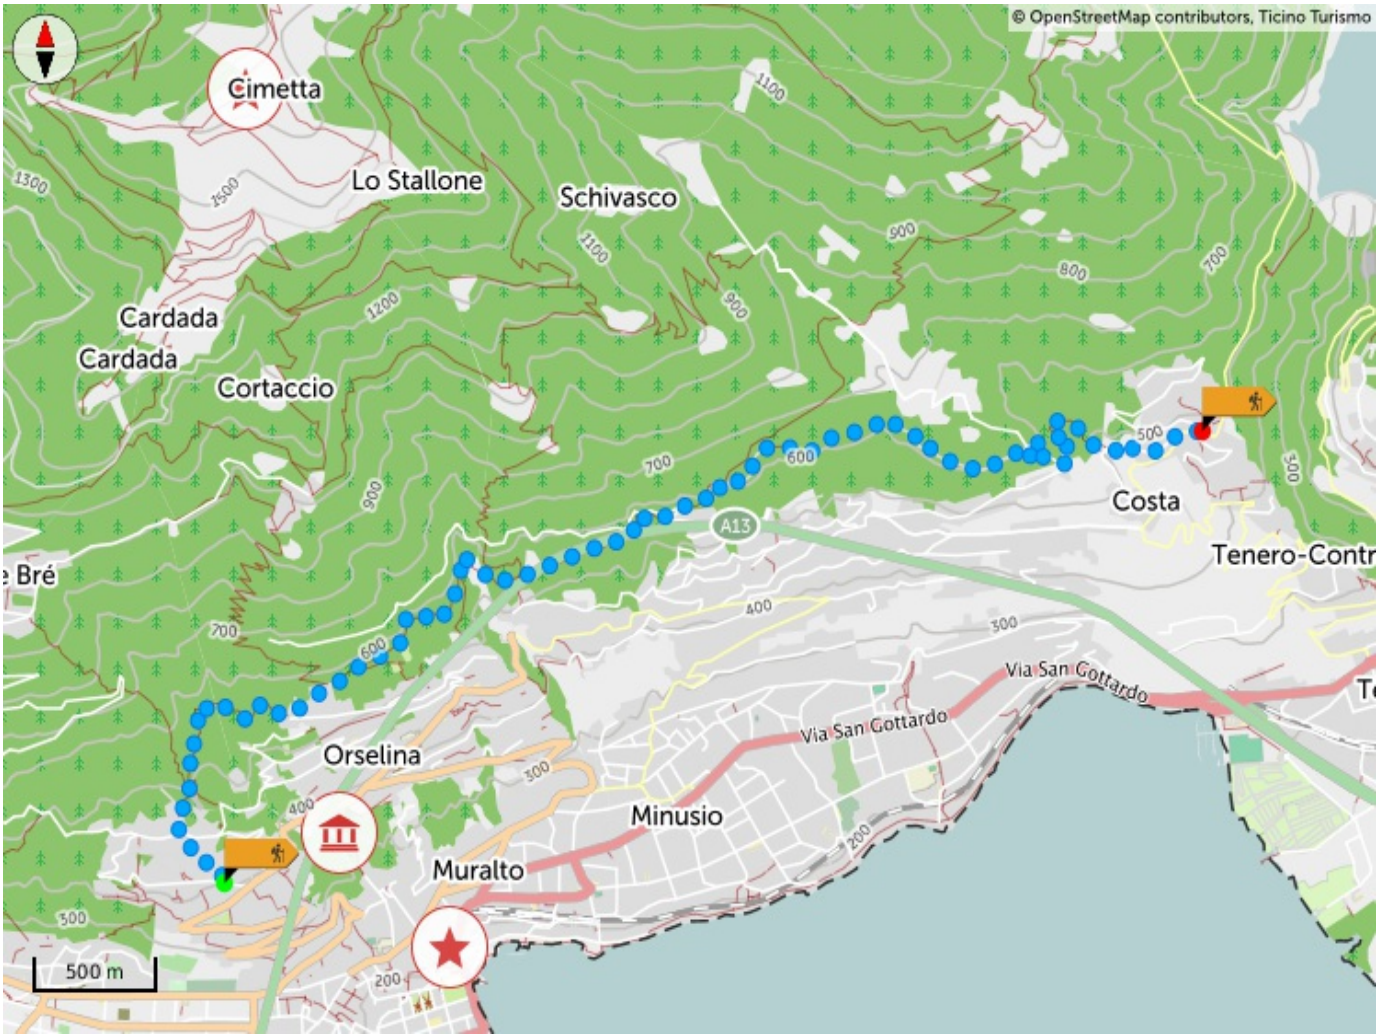 © OpenStreetMap contributors, Ticino Turismo
Cimetta
1100
1300
1500
Lo Stallone
Schivasco
900
1100
700
800
1200
900
Cardada
Cardada
Cortaccio
500
700
600
500
900
Costa
A13
Tenero-Contr
e Bré
400
700
300
600
Via San Gottardo
Te
Via San Gottardo
Orselina
300
400
Minusio
200
Muralto
300
500 m
200